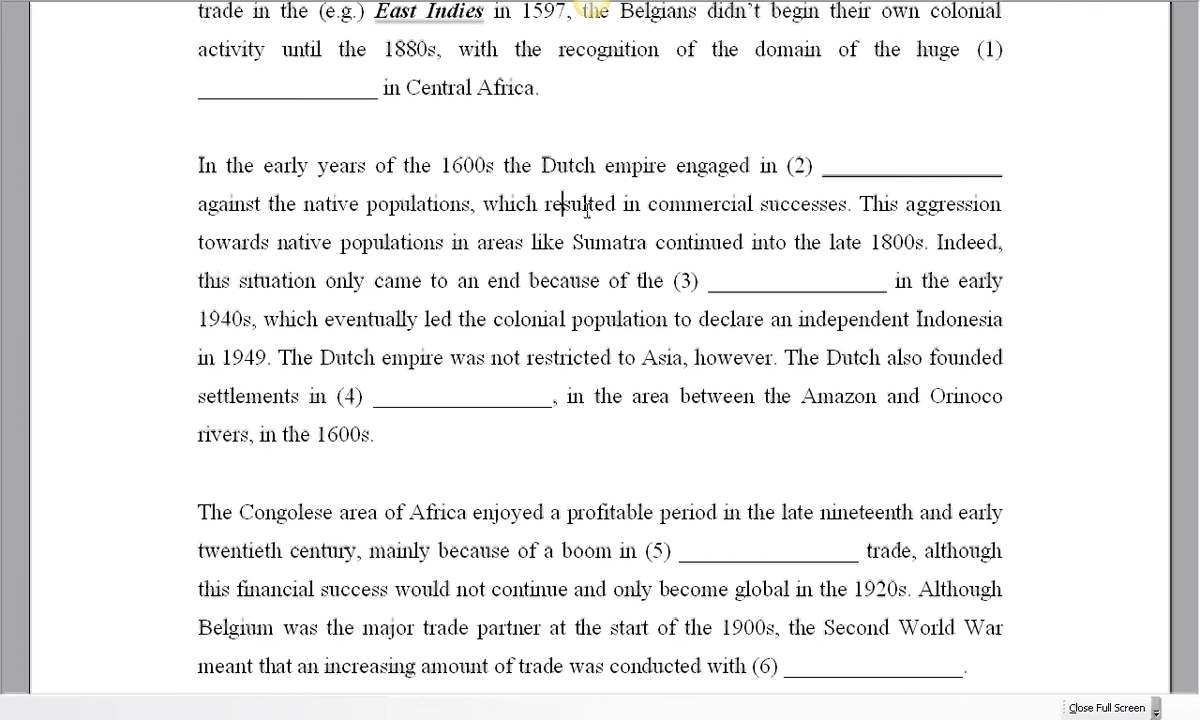 trade in the (e.g.) East Indies in 1597, the Belgians didn't begin their own colonial
activity until the 1880s, with the recognition of the domain of the huge (1)
_________________ in Central Africa.
In the early years of the 1600s the Dutch empire engaged in (2) _________________
against the native populations, which resulted in commercial successes. This aggression
towards native populations in areas like Sumatra continued into the late 1800s. Indeed,
this situation only came to an end because of the (3) _________________ in the early
1940s, which eventually led the colonial population to declare an independent Indonesia
in 1949. The Dutch empire was not restricted to Asia, however. The Dutch also founded
settlements in (4) _________________, in the area between the Amazon and Orinoco
rivers, in the 1600s.
The Congolese area of Africa enjoyed a profitable period in the late nineteenth and early
twentieth century, mainly because of a boom in (5) _________________ trade, although
this financial success would not continue and only become global in the 1920s. Although
Belgium was the major trade partner at the start of the 1900s, the Second World War
meant that an increasing amount of trade was conducted with (6) _________________.
Close Full Screen